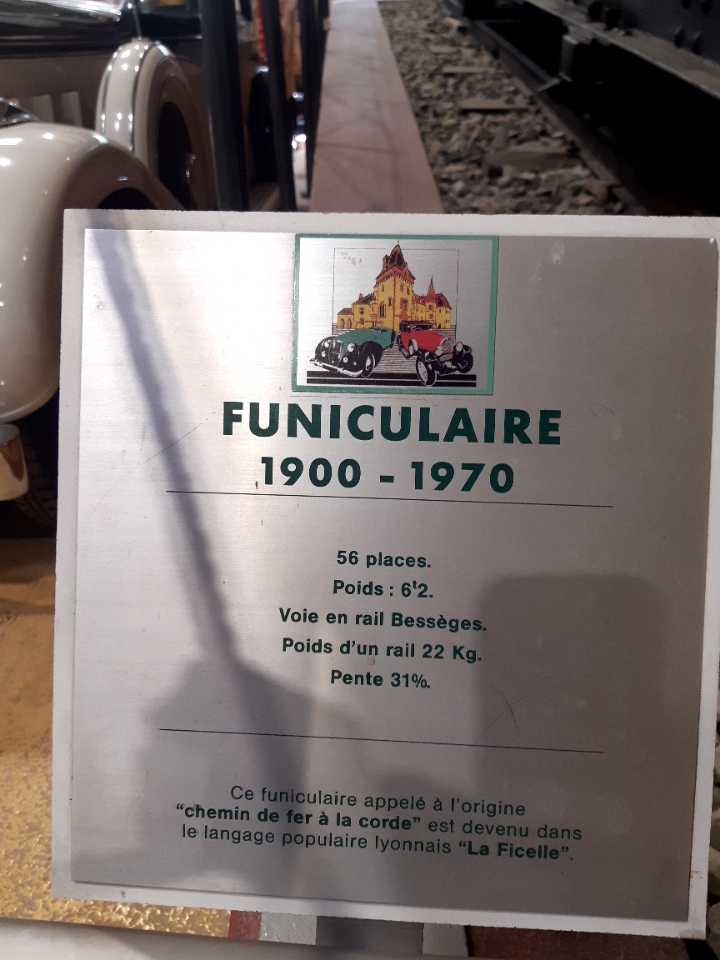 FUNICULAIRE
1900 - 1970
56 places.
Poids : 6ᵗ2.
Voie en rail Bessèges.
Poids d'un rail 22 Kg.
Pente 31%.
Ce funiculaire appelé à l'origine
"chemin de fer à la corde" est devenu dans
le langage populaire lyonnais "La Ficelle".